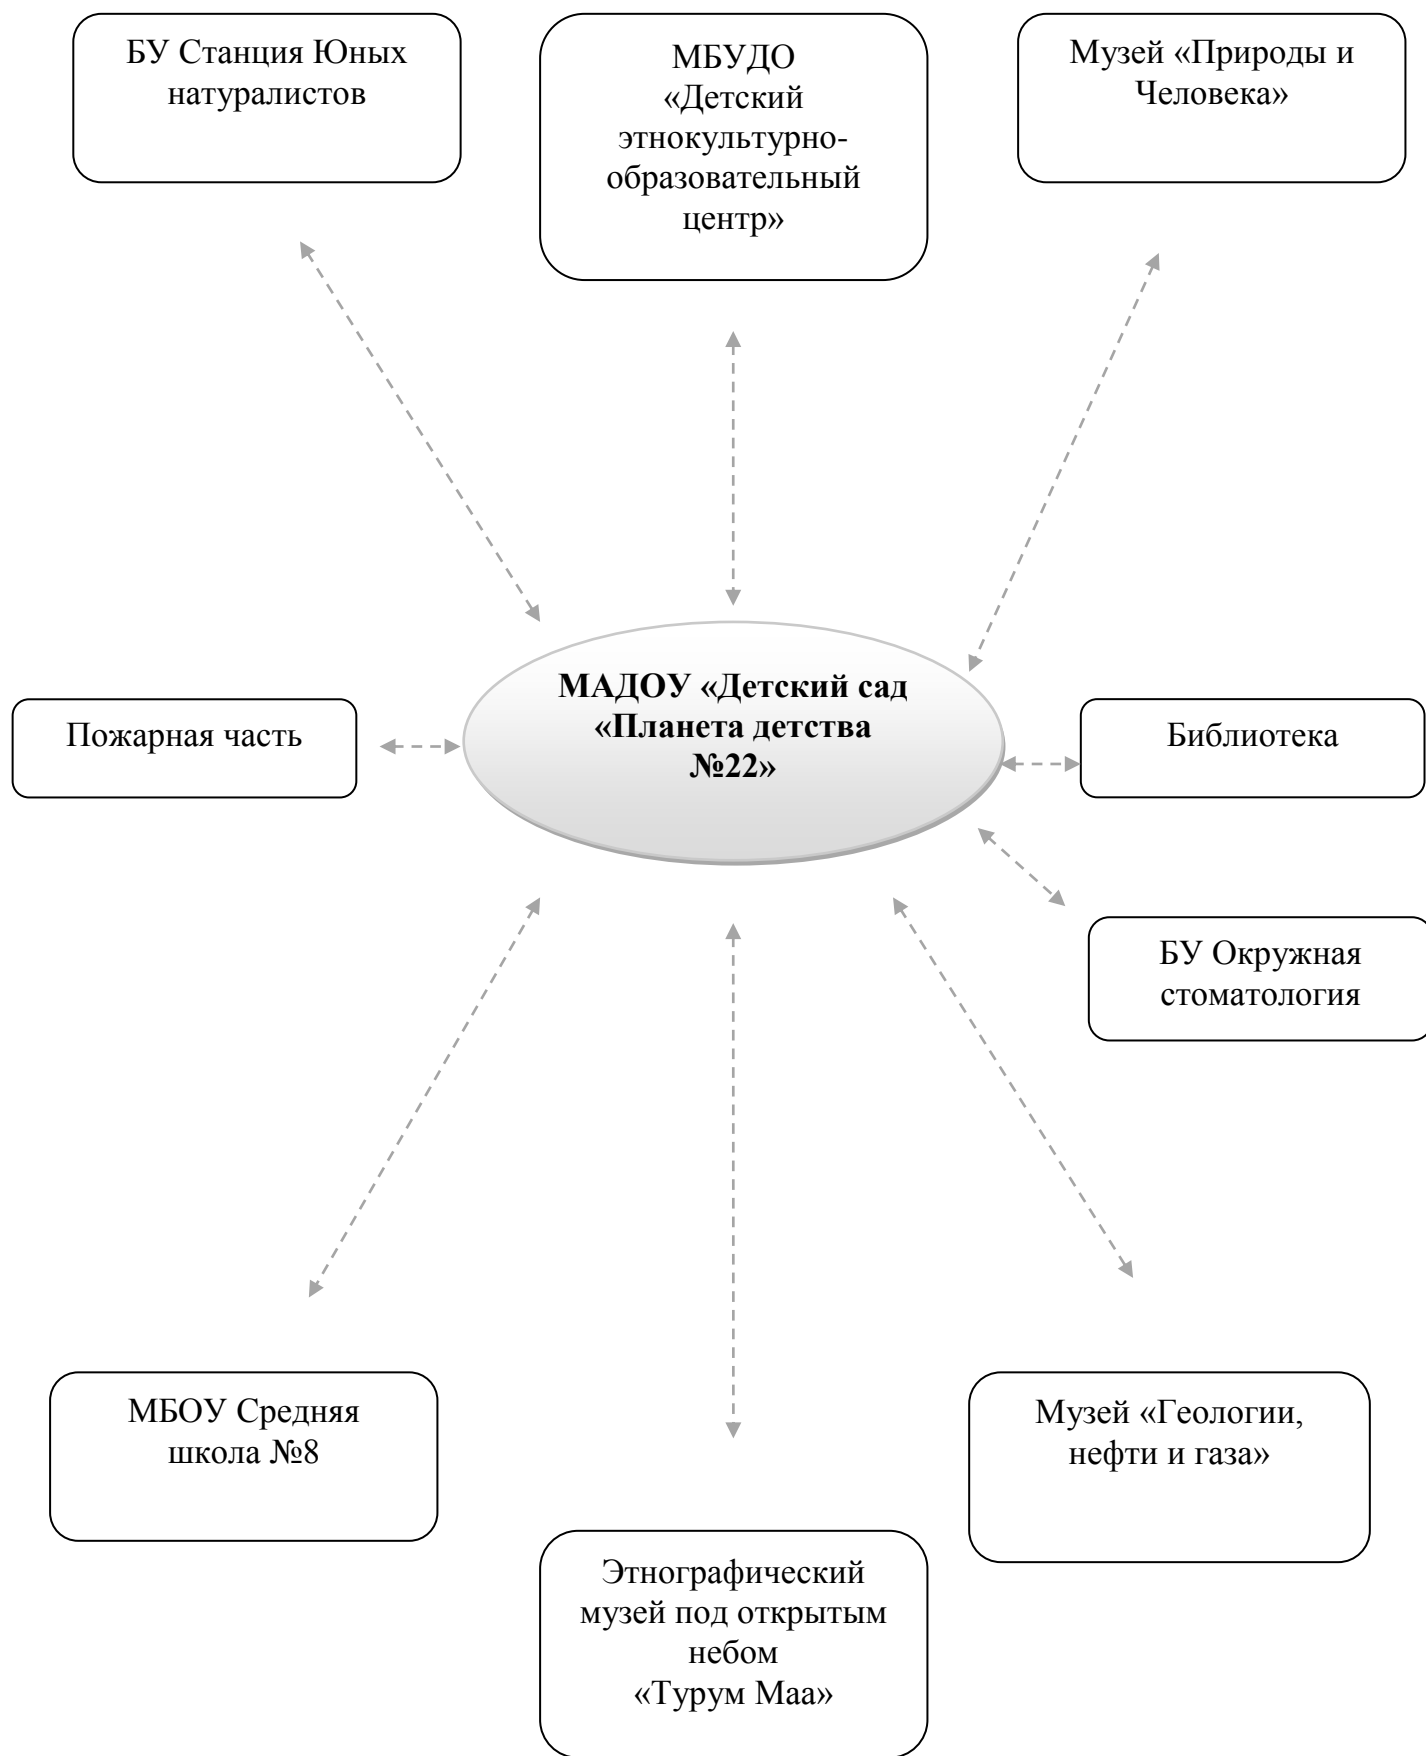 БУ Станция Юных
натуралистов
МБУДО
«Детский
этнокультурно-
образовательный
центр»
Музей «Природы и
Человека»
МАДОУ «Детский сад
«Планета детства
№22»
Пожарная часть
Библиотека
БУ Окружная
стоматология
МБОУ Средняя
школа №8
Музей «Геологии,
нефти и газа»
Этнографический
музей под открытым
небом
«Турум Маа»